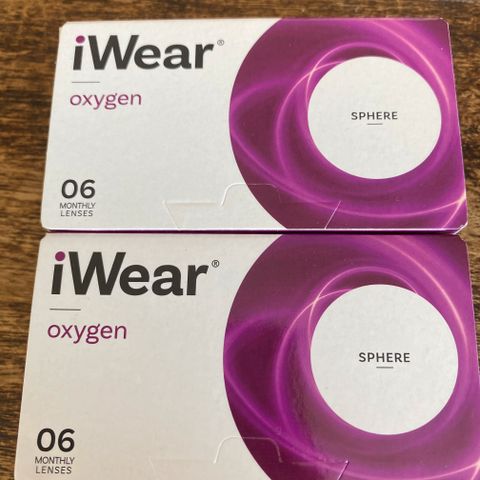 iWear®
oxygen
SPHERE
06
MONTHLY
LENSES
iWear®
oxygen
SPHERE
06
MONTHLY
LENSES